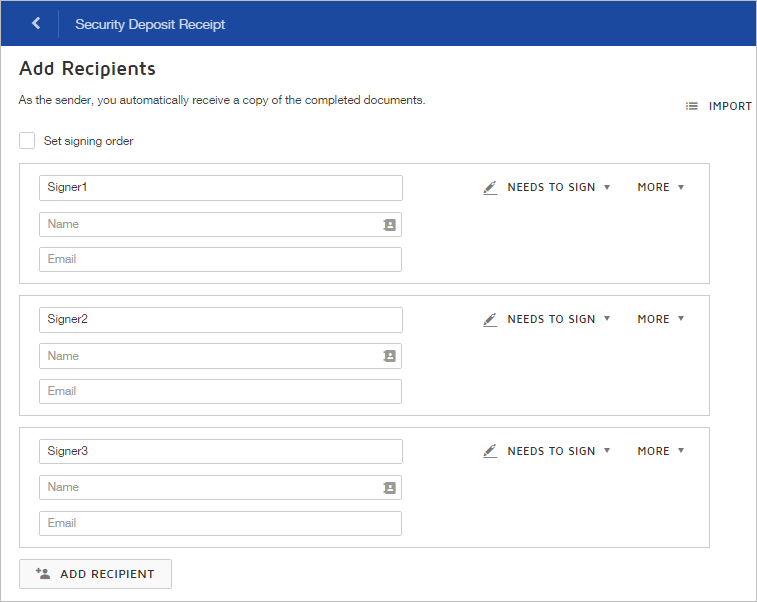 Security Deposit Receipt
Add Recipients
As the sender, you automatically receive a copy of the completed documents.
IMPORT
Set signing order
Signer1
NEEDS TO SIGN
MORE
Name
Email
Signer2
NEEDS TO SIGN
MORE
Name
Email
Signer3
NEEDS TO SIGN
MORE
Name
Email
ADD RECIPIENT